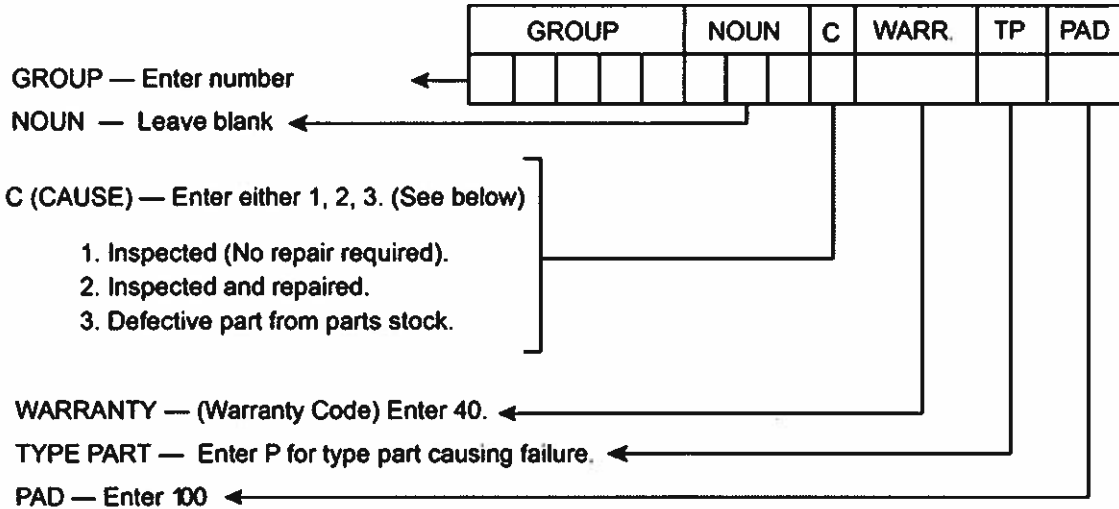 GROUP NOUN C WARR. TP PAD
GROUP — Enter number
NOUN — Leave blank
C (CAUSE) — Enter either 1, 2, 3. (See below)
1. Inspected (No repair required).
2. Inspected and repaired.
3. Defective part from parts stock.
WARRANTY — (Warranty Code) Enter 40.
TYPE PART — Enter P for type part causing failure.
PAD — Enter 100